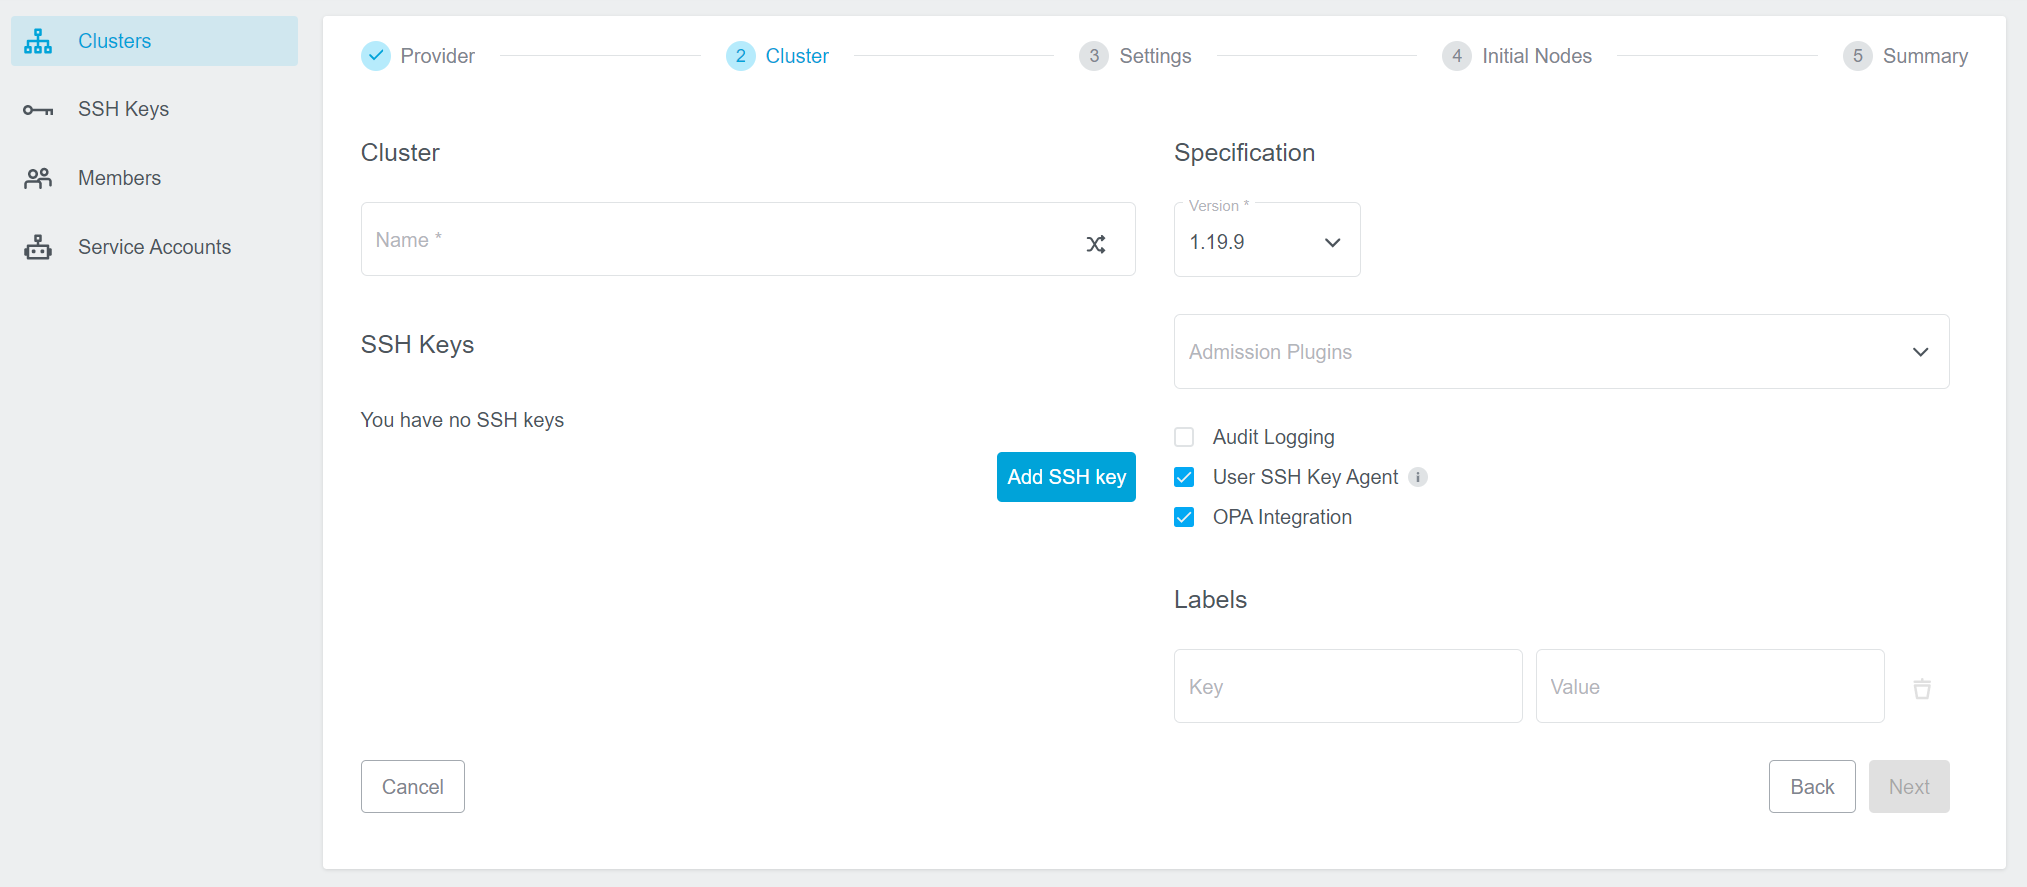 Clusters
SSH Keys
Members
Service Accounts
Provider
2 Cluster
3 Settings
4 Initial Nodes
5 Summary
Cluster
Name *
SSH Keys
You have no SSH keys
Add SSH key
Specification
Version *
1.19.9
Admission Plugins
Audit Logging
User SSH Key Agent i
OPA Integration
Labels
Key
Value
Cancel
Back
Next